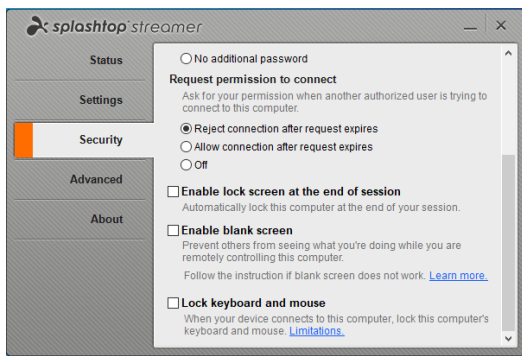 splashtop streamer
Status
Settings
Security
Advanced
About
No additional password
Request permission to connect
Ask for your permission when another authorized user is trying to
connect to this computer.
Reject connection after request expires
Allow connection after request expires
Off
Enable lock screen at the end of session
Automatically lock this computer at the end of your session.
Enable blank screen
Prevent others from seeing what you're doing while you are
remotely controlling this computer.
Follow the instruction if blank screen does not work. Learn more.
Lock keyboard and mouse
When your device connects to this computer, lock this computer's
keyboard and mouse. Limitations.